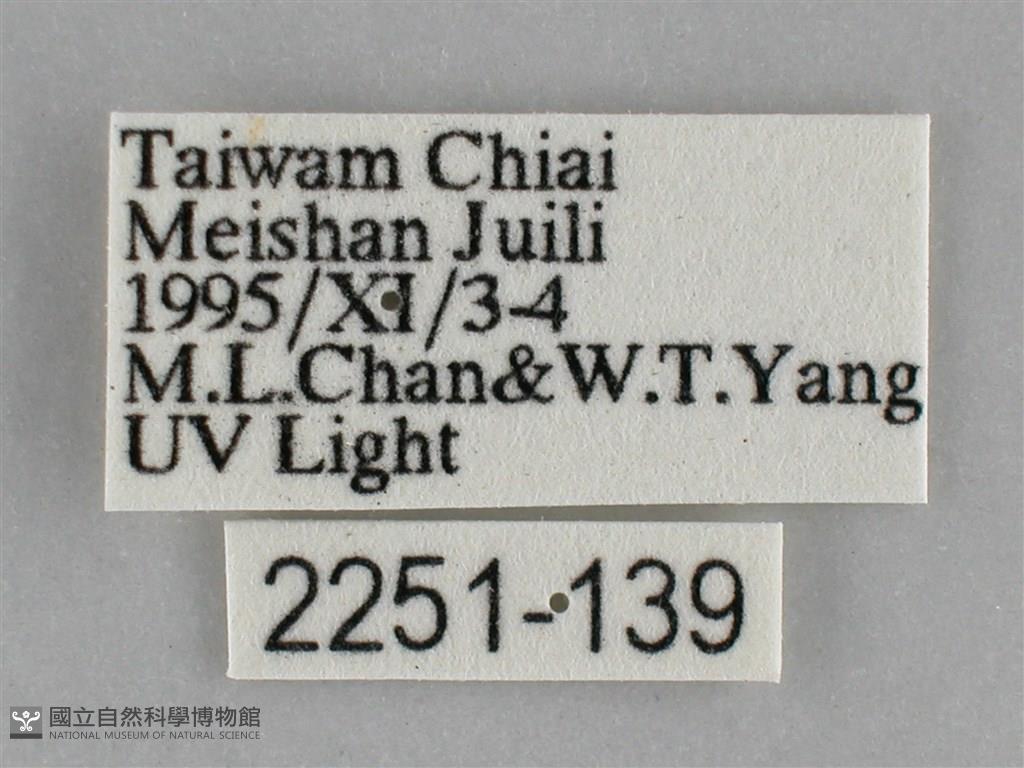 Taiwam Chiai
Meishan Juili
1995/XI/3-4
M.L.Chan&W.T.Yang
UV Light
2251-139
國立自然科學博物館
NATIONAL MUSEUM OF NATURAL SCIENCE